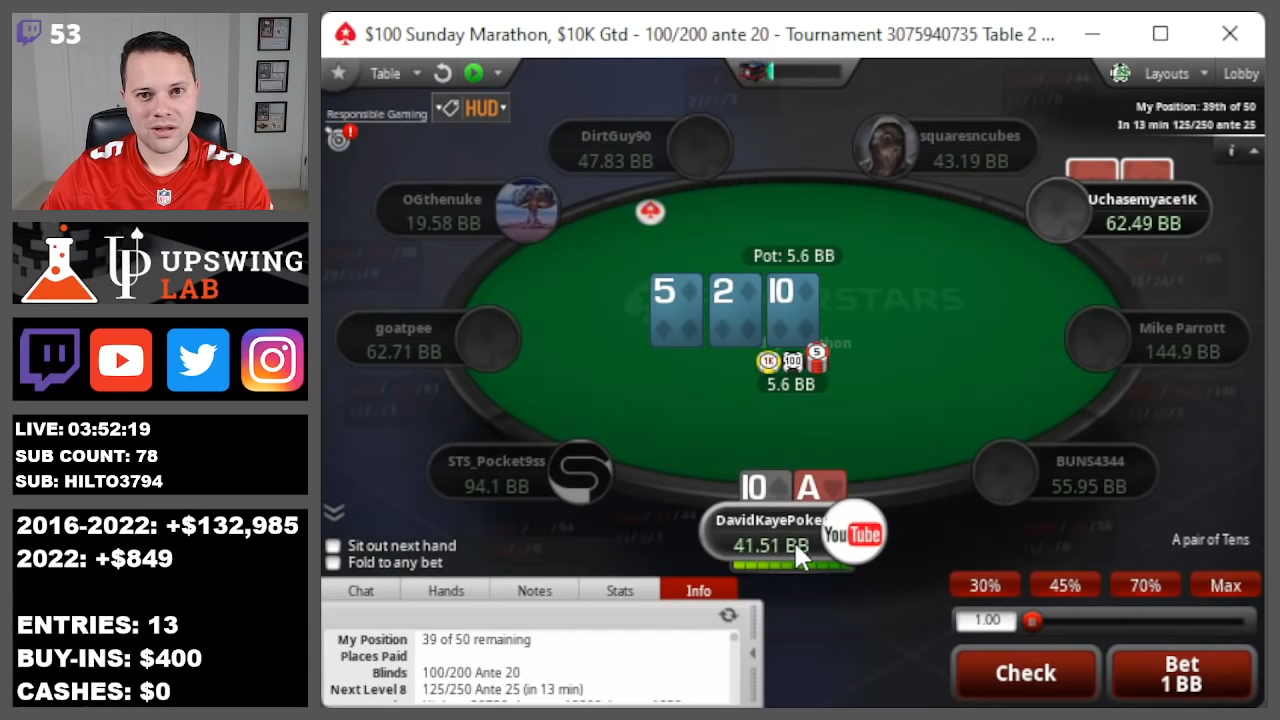 53
UPSWING
LAB
LIVE: 03:52:19
SUB COUNT: 78
SUB: HILTO3794
2016-2022: +$132,985
2022: +$849
ENTRIES: 13
BUY-INS: $400
CASHES: $0
$100 Sunday Marathon, $10K Gtd - 100/200 ante 20 - Tournament 3075940735 Table 2 ...
Table
Layouts
Lobby
Responsible Gaming
HUD
My Position: 39th of 50
In 13 min 125/250 ante 25
DirtGuy90
47.83 BB
squaresncubes
43.19 BB
OGthenuke
19.58 BB
Uchasemyace1K
62.49 BB
Pot: 5.6 BB
5 2 10
goatpee
62.71 BB
Mike Parrott
144.9 BB
1K 100 5
5.6 BB
STS_Pocket9ss
94.1 BB
BUNS4344
55.95 BB
10 A
DavidKayePoker
41.51 BB
YouTube
A pair of Tens
Sit out next hand
Fold to any bet
30% 45% 70% Max
Chat Hands Notes Stats Info
1.00
My Position 39 of 50 remaining
Places Paid
Blinds 100/200 Ante 20
Next Level 8 125/250 Ante 25 (in 13 min)
Check
Bet
1 BB